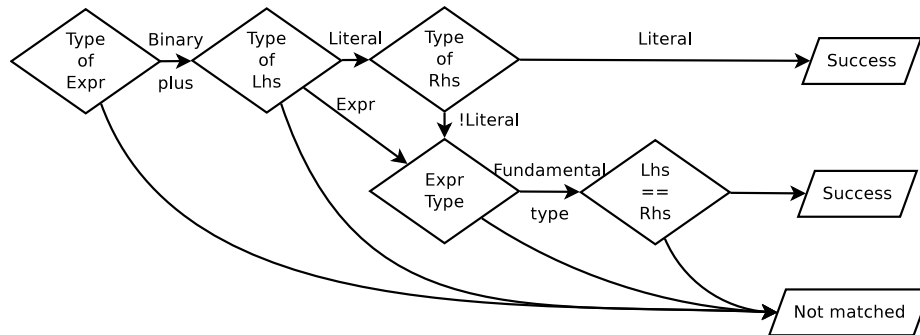 Type
of
Expr
Binary
plus
Type
of
Lhs
Literal
Type
of
Rhs
Literal
Success
Expr
!Literal
Expr
Type
Fundamental
type
Lhs
==
Rhs
Success
Not matched